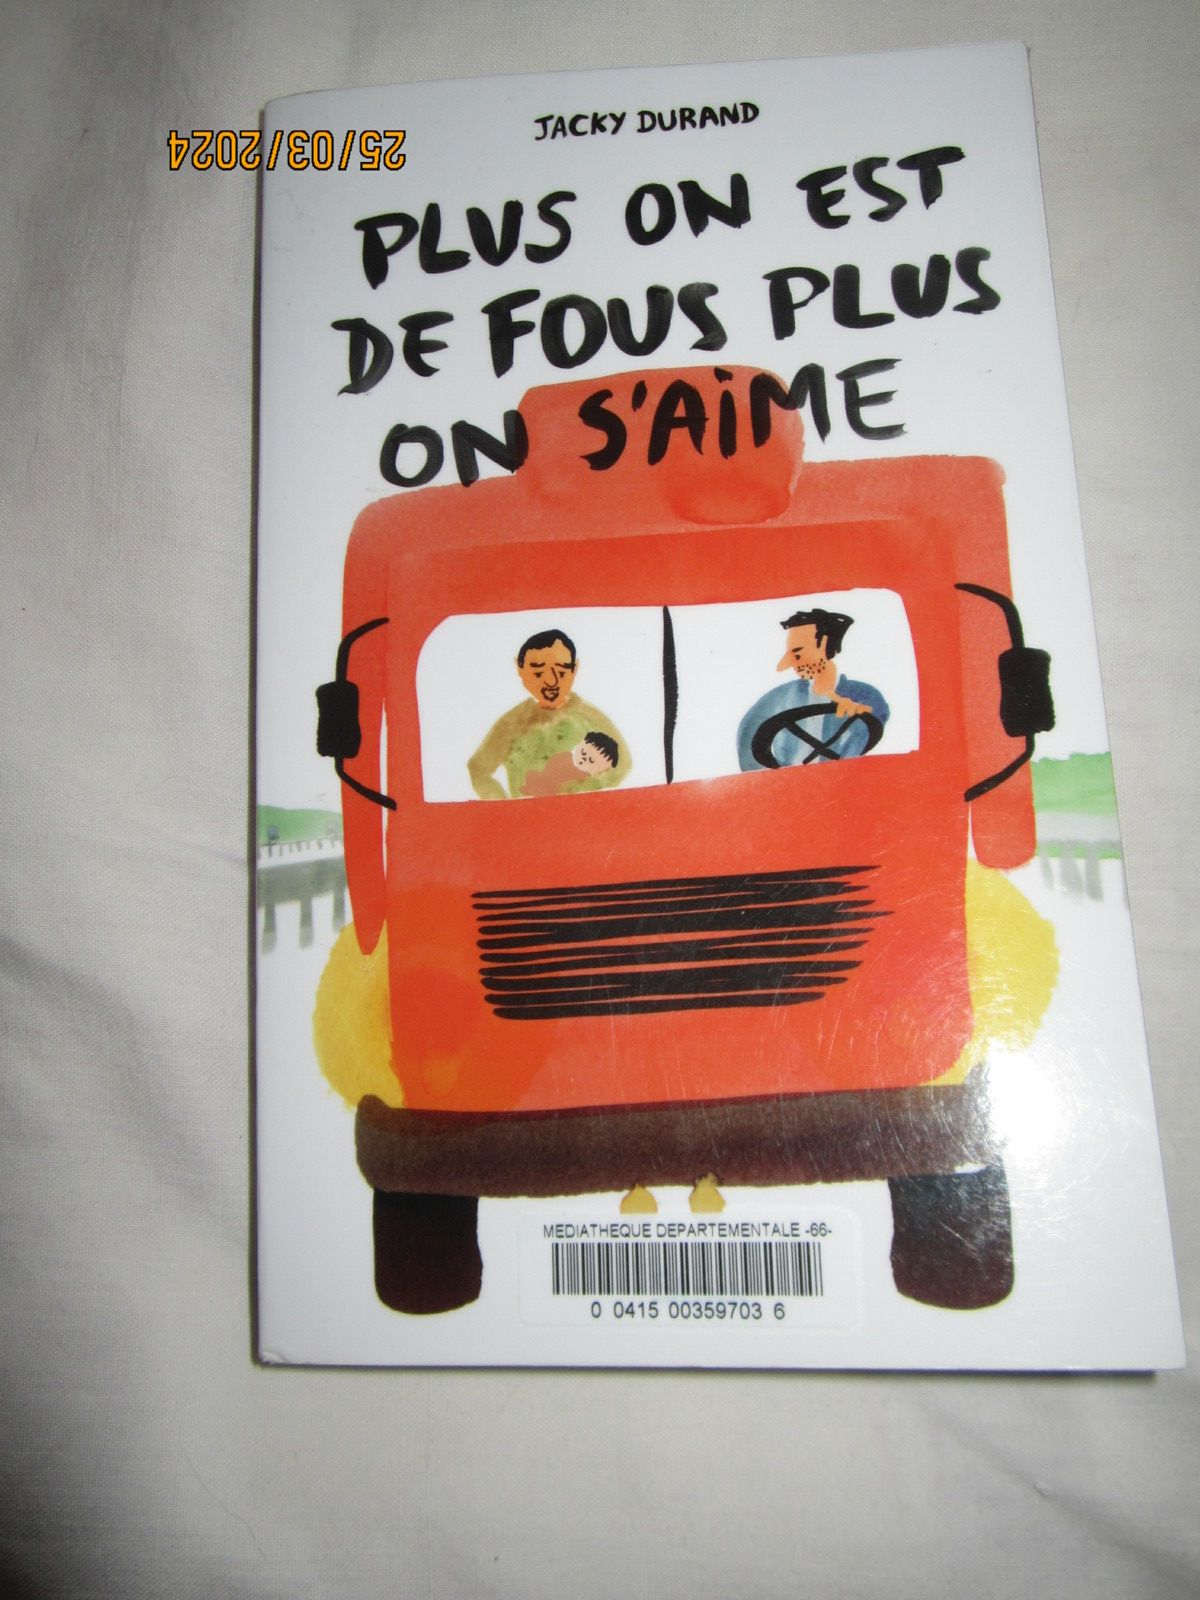 JACKY DURAND
25/03/2024
PLUS ON EST
DE FOUS PLUS
ON S'AiME
MEDIATHEQUE DEPARTEMENTALE -66-
0 0415 00359703 6